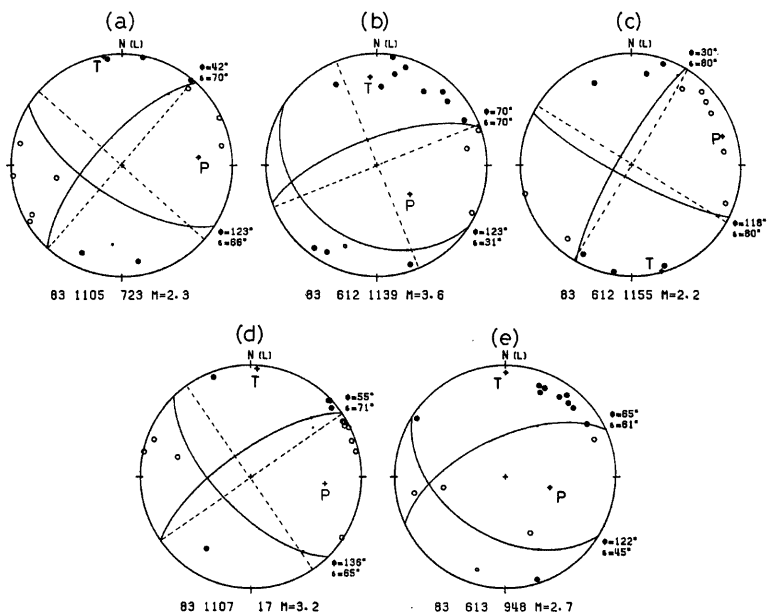 (a)
N (L)
T
P
Φ=42°
δ=70°
Φ=123°
δ=66°
83 1105 723 M=2.3
(b)
N (L)
T
P
Φ=70°
δ=70°
Φ=123°
δ=31°
83 612 1139 M=3.6
(c)
N (L)
T
P
Φ=30°
δ=80°
Φ=118°
δ=80°
83 612 1155 M=2.2
(d)
N (L)
T
P
Φ=55°
δ=71°
Φ=136°
δ=65°
83 1107 17 M=3.2
(e)
N (L)
T
P
Φ=65°
δ=61°
Φ=122°
δ=45°
83 613 948 M=2.7